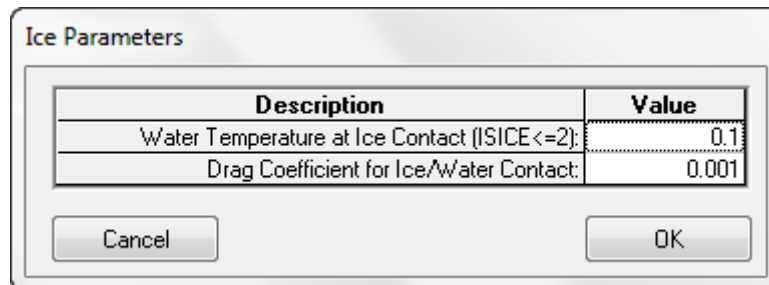 Ice Parameters
Description Value
Water Temperature at Ice Contact (ISICE<=2): 0.1
Drag Coefficient for Ice/Water Contact: 0.001
Cancel OK